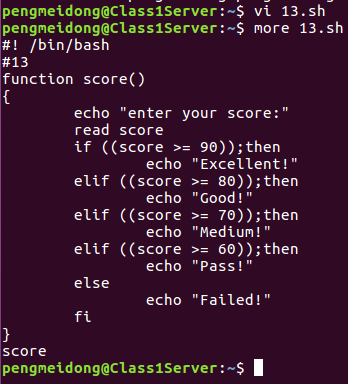 pengmeidong@Class1Server:~$ vi 13.sh
pengmeidong@Class1Server:~$ more 13.sh
#! /bin/bash
#13
function score()
{
        echo "enter your score:"
        read score
        if ((score >= 90));then
                echo "Excellent!"
        elif ((score >= 80));then
                echo "Good!"
        elif ((score >= 70));then
                echo "Medium!"
        elif ((score >= 60));then
                echo "Pass!"
        else
                echo "Failed!"
        fi
}
score
pengmeidong@Class1Server:~$